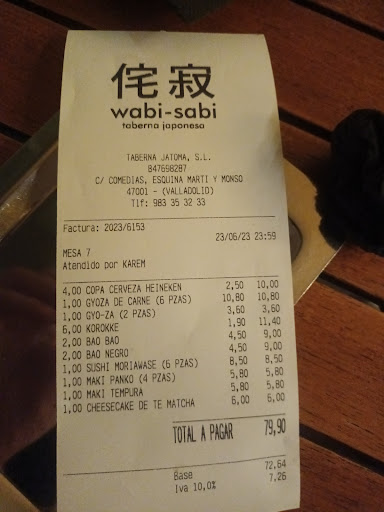 侘寂
wabi-sabi
taberna japonesa
TABERNA JATOMA, S.L.
B47698287
C/ COMEDIAS, ESQUINA MARTI Y MONSO
47001 - (VALLADOLID)
Tlf: 983 35 32 33
Factura: 2023/6153
23/06/23 23:59
MESA 7
Atendido por KAREM
4,00 COPA CERVEZA HEINEKEN 2,50 10,00
1,00 GYOZA DE CARNE (6 PZAS) 10,80 10,80
1,00 GYO-ZA (2 PZAS) 3,60 3,60
6,00 KOROKKE 1,90 11,40
2,00 BAO BAO 4,50 9,00
2,00 BAO NEGRO 4,50 9,00
1,00 SUSHI MORIAWASE (6 PZAS) 8,50 8,50
1,00 MAKI PANKO (4 PZAS) 5,80 5,80
1,00 MAKI TEMPURA 5,80 5,80
1,00 CHEESECAKE DE TE MATCHA 6,00 6,00
TOTAL A PAGAR 79,90
Base 72,64
Iva 10,0% 7,26